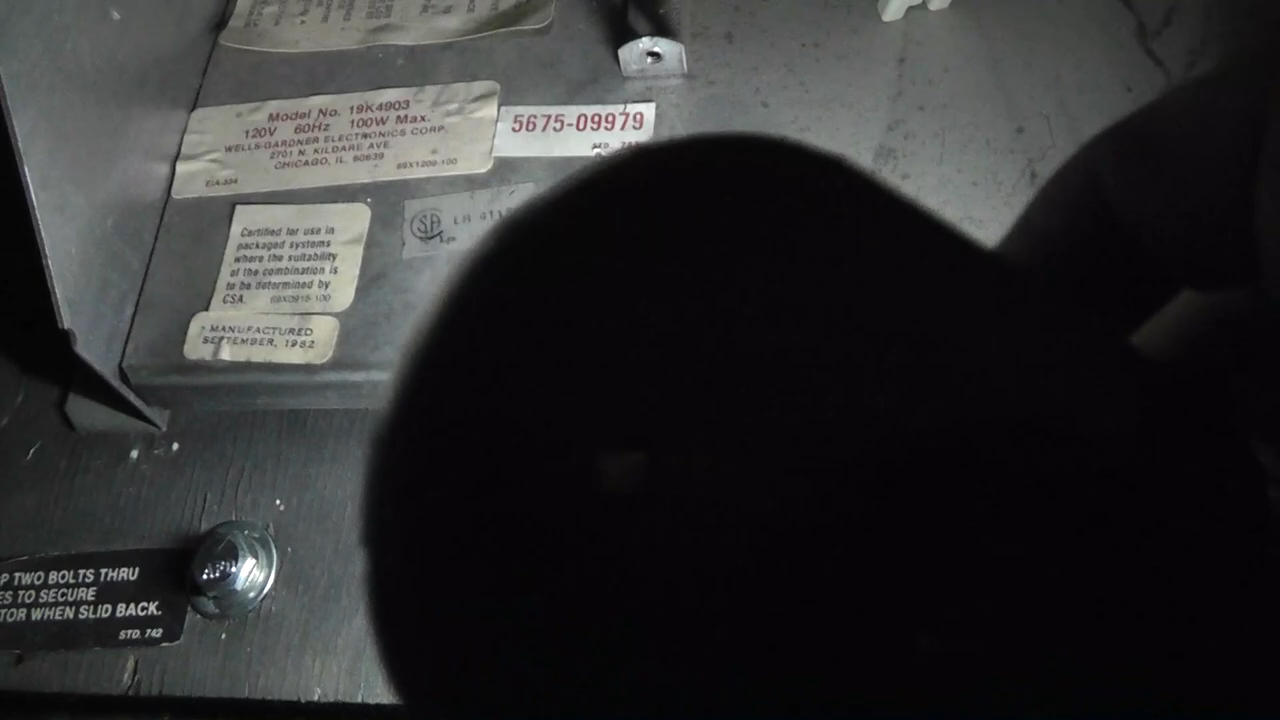 Model No. 19K4903
120V 60Hz 100W Max.
WELLS-GARDNER ELECTRONICS CORP.
2701 N. KILDARE AVE.
CHICAGO, IL. 60639
69X1209-100
EIA-334
5675-09979
STD.
Certified for use in
packaged systems
where the suitability
of the combination is
to be determined by
CSA. 69X0915-100
MANUFACTURED
SEPTEMBER, 1982
P TWO BOLTS THRU
ES TO SECURE
TOR WHEN SLID BACK.
STD. 742